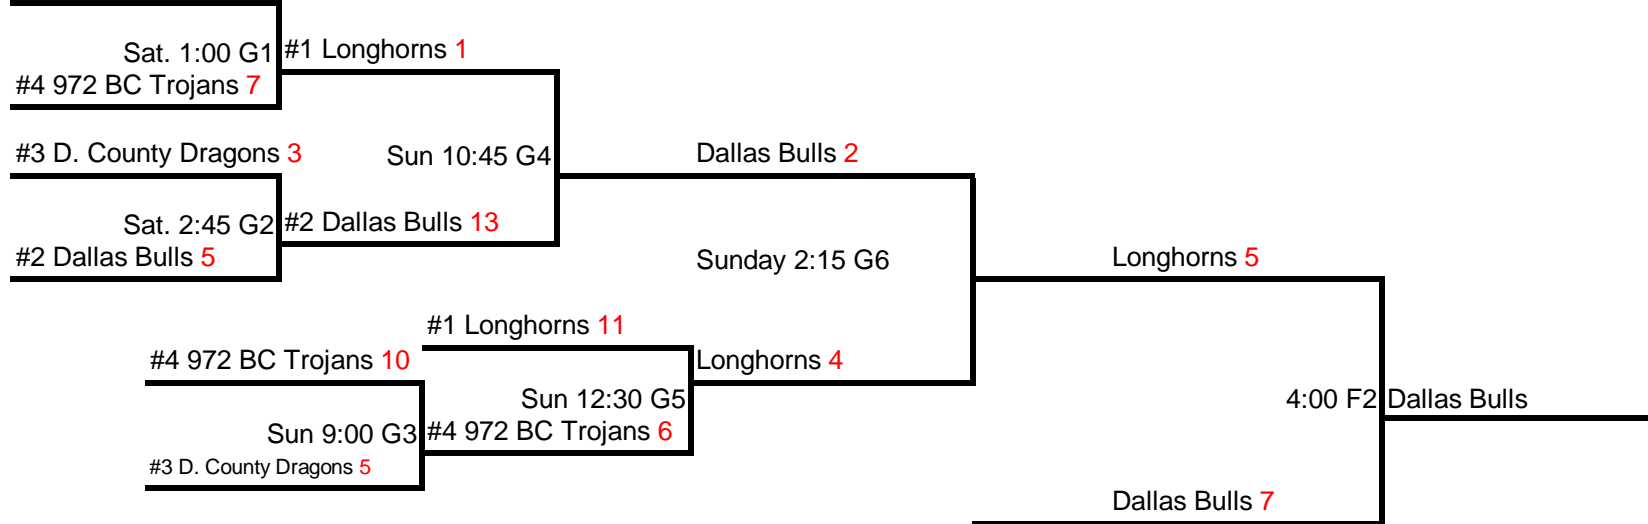 Sat. 1:00 G1
#1 Longhorns 1
#4 972 BC Trojans 7
#3 D. County Dragons 3
Sun 10:45 G4
Dallas Bulls 2
Sat. 2:45 G2
#2 Dallas Bulls 13
#2 Dallas Bulls 5
Sunday 2:15 G6
Longhorns 5
#1 Longhorns 11
#4 972 BC Trojans 10
Longhorns 4
Sun 12:30 G5
4:00 F2
Dallas Bulls
Sun 9:00 G3
#4 972 BC Trojans 6
#3 D. County Dragons 5
Dallas Bulls 7